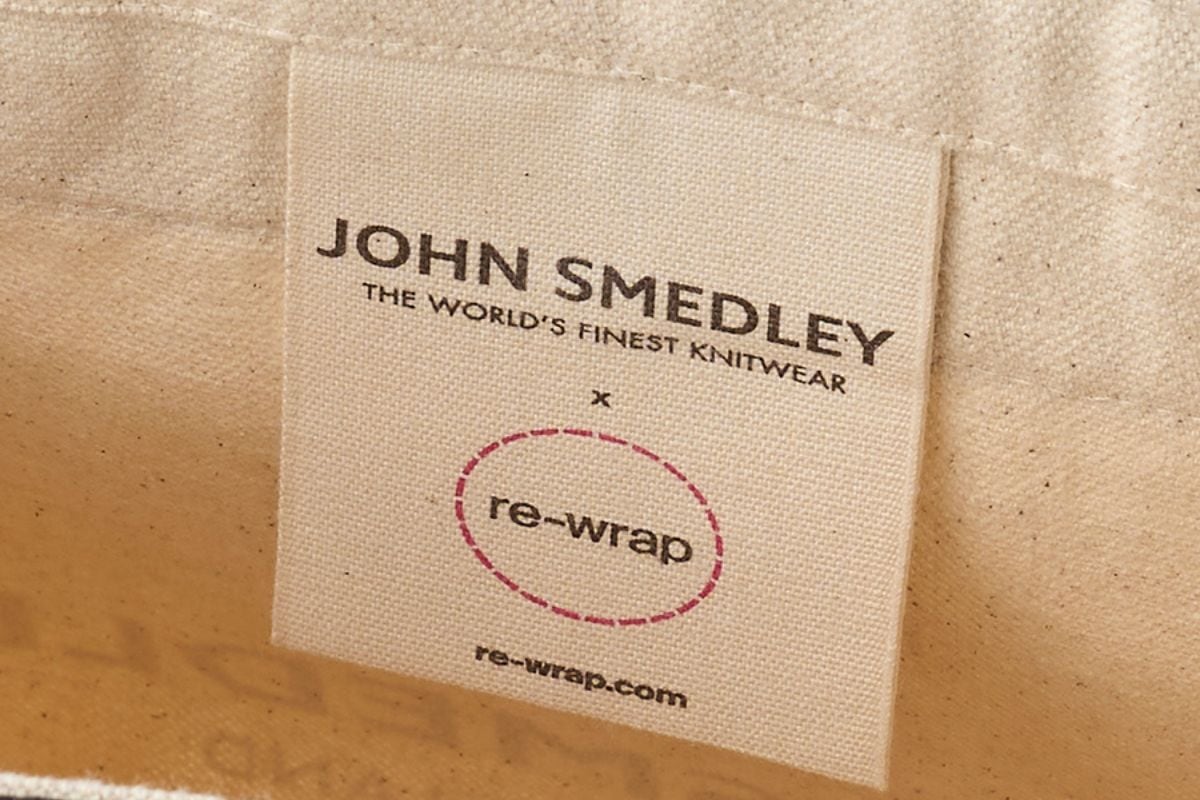 JOHN SMEDLEY
THE WORLD'S FINEST KNITWEAR
x
re-wrap
re-wrap.com